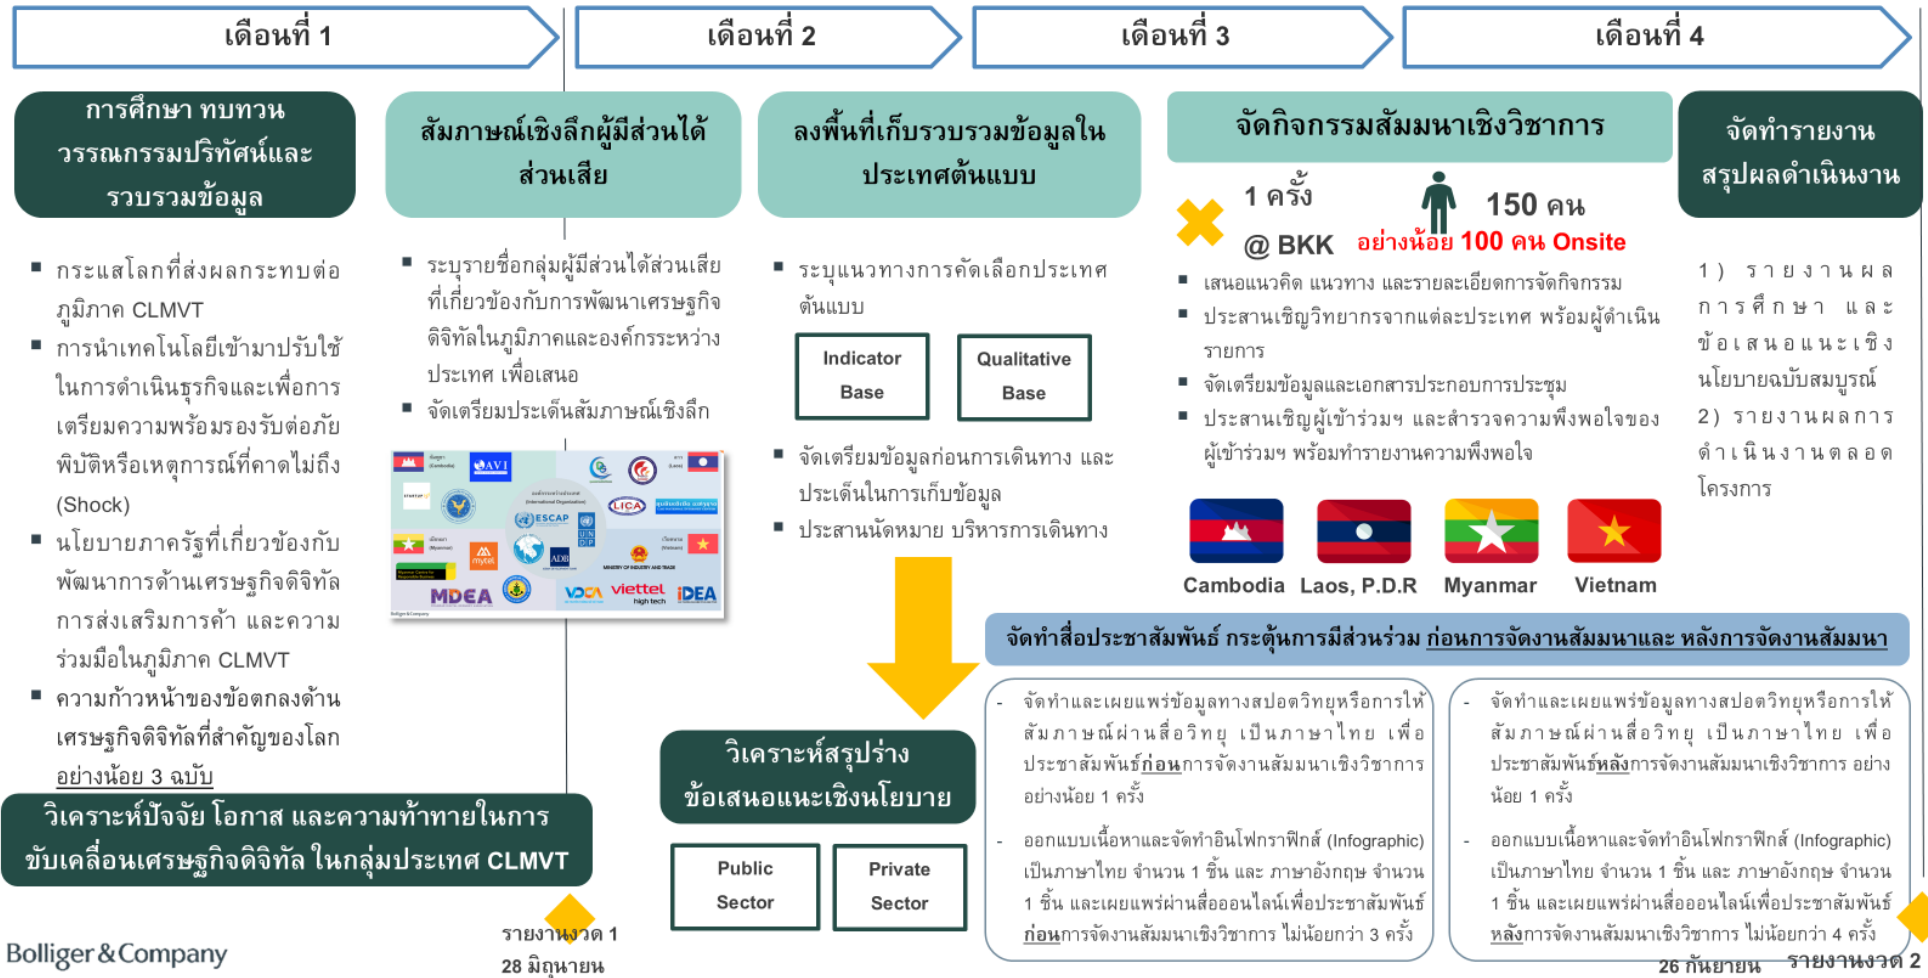 เดือนที่ 1
เดือนที่ 2
เดือนที่ 3
เดือนที่ 4
การศึกษา ทบทวน
วรรณกรรมปริทัศน์และ
รวบรวมข้อมูล
กระแสโลกที่ส่งผลกระทบต่อ
ภูมิภาค CLMVT
การนำเทคโนโลยีเข้ามาปรับใช้
ในการดำเนินธุรกิจและเพื่อการ
เตรียมความพร้อมรองรับต่อภัย
พิบัติหรือเหตุการณ์ที่คาดไม่ถึง
(Shock)
นโยบายภาครัฐที่เกี่ยวข้องกับ
พัฒนาการด้านเศรษฐกิจดิจิทัล
การส่งเสริมการค้า และความ
ร่วมมือในภูมิภาค CLMVT
ความก้าวหน้าของข้อตกลงด้าน
เศรษฐกิจดิจิทัลที่สำคัญของโลก
อย่างน้อย 3 ฉบับ
วิเคราะห์ปัจจัย โอกาส และความท้าทายในการ
ขับเคลื่อนเศรษฐกิจดิจิทัล ในกลุ่มประเทศ CLMVT
สัมภาษณ์เชิงลึกผู้มีส่วนได้
ส่วนเสีย
ระบุรายชื่อกลุ่มผู้มีส่วนได้ส่วนเสีย
ที่เกี่ยวข้องกับการพัฒนาเศรษฐกิจ
ดิจิทัลในภูมิภาคและองค์กรระหว่าง
ประเทศ เพื่อเสนอ
จัดเตรียมประเด็นสัมภาษณ์เชิงลึก
กัมพูชา
(Cambodia)
AVI
ลาว
(Laos)
STARTUP
องค์การระหว่างประเทศ
(International Organization)
LICA
ESCAP
UNDP
ADB
เมียนมา
(Myanmar)
mytel
เวียดนาม
(Vietnam)
MINISTRY OF INDUSTRY AND TRADE
Myanmar Centre for
Responsible Business
MDEA
VDCA
viettel
high tech
iDEA
Bolliger & Company
ลงพื้นที่เก็บรวบรวมข้อมูลใน
ประเทศต้นแบบ
ระบุแนวทางการคัดเลือกประเทศ
ต้นแบบ
Indicator
Base
Qualitative
Base
จัดเตรียมข้อมูลก่อนการเดินทาง และ
ประเด็นในการเก็บข้อมูล
ประสานนัดหมาย บริหารการเดินทาง
วิเคราะห์สรุปร่าง
ข้อเสนอแนะเชิงนโยบาย
Public
Sector
Private
Sector
จัดกิจกรรมสัมมนาเชิงวิชาการ
1 ครั้ง
@ BKK
150 คน
อย่างน้อย 100 คน Onsite
เสนอแนวคิด แนวทาง และรายละเอียดการจัดกิจกรรม
ประสานเชิญวิทยากรจากแต่ละประเทศ พร้อมผู้ดำเนิน
รายการ
จัดเตรียมข้อมูลและเอกสารประกอบการประชุม
ประสานเชิญผู้เข้าร่วมฯ และสำรวจความพึงพอใจของ
ผู้เข้าร่วมฯ พร้อมทำรายงานความพึงพอใจ
Cambodia
Laos, P.D.R
Myanmar
Vietnam
จัดทำรายงาน
สรุปผลดำเนินงาน
1) รายงานผล
การศึกษา และ
ข้อเสนอแนะเชิง
นโยบายฉบับสมบูรณ์
2) รายงานผลการ
ดำเนินงานตลอด
โครงการ
จัดทำสื่อประชาสัมพันธ์ กระตุ้นการมีส่วนร่วม ก่อนการจัดงานสัมมนาและ หลังการจัดงานสัมมนา
- จัดทำและเผยแพร่ข้อมูลทางสปอตวิทยุหรือการให้
สัมภาษณ์ผ่านสื่อวิทยุ เป็นภาษาไทย เพื่อ
ประชาสัมพันธ์ก่อนการจัดงานสัมมนาเชิงวิชาการ
อย่างน้อย 1 ครั้ง
- ออกแบบเนื้อหาและจัดทำอินโฟกราฟิกส์ (Infographic)
เป็นภาษาไทย จำนวน 1 ชิ้น และ ภาษาอังกฤษ จำนวน
1 ชิ้น และเผยแพร่ผ่านสื่อออนไลน์เพื่อประชาสัมพันธ์
ก่อนการจัดงานสัมมนาเชิงวิชาการ ไม่น้อยกว่า 3 ครั้ง
- จัดทำและเผยแพร่ข้อมูลทางสปอตวิทยุหรือการให้
สัมภาษณ์ผ่านสื่อวิทยุ เป็นภาษาไทย เพื่อ
ประชาสัมพันธ์หลังการจัดงานสัมมนาเชิงวิชาการ อย่าง
น้อย 1 ครั้ง
- ออกแบบเนื้อหาและจัดทำอินโฟกราฟิกส์ (Infographic)
เป็นภาษาไทย จำนวน 1 ชิ้น และ ภาษาอังกฤษ จำนวน
1 ชิ้น และเผยแพร่ผ่านสื่อออนไลน์เพื่อประชาสัมพันธ์
หลังการจัดงานสัมมนาเชิงวิชาการ ไม่น้อยกว่า 4 ครั้ง
Bolliger & Company
รายงานงวด 1
28 มิถุนายน
26 กันยายน
รายงานงวด 2